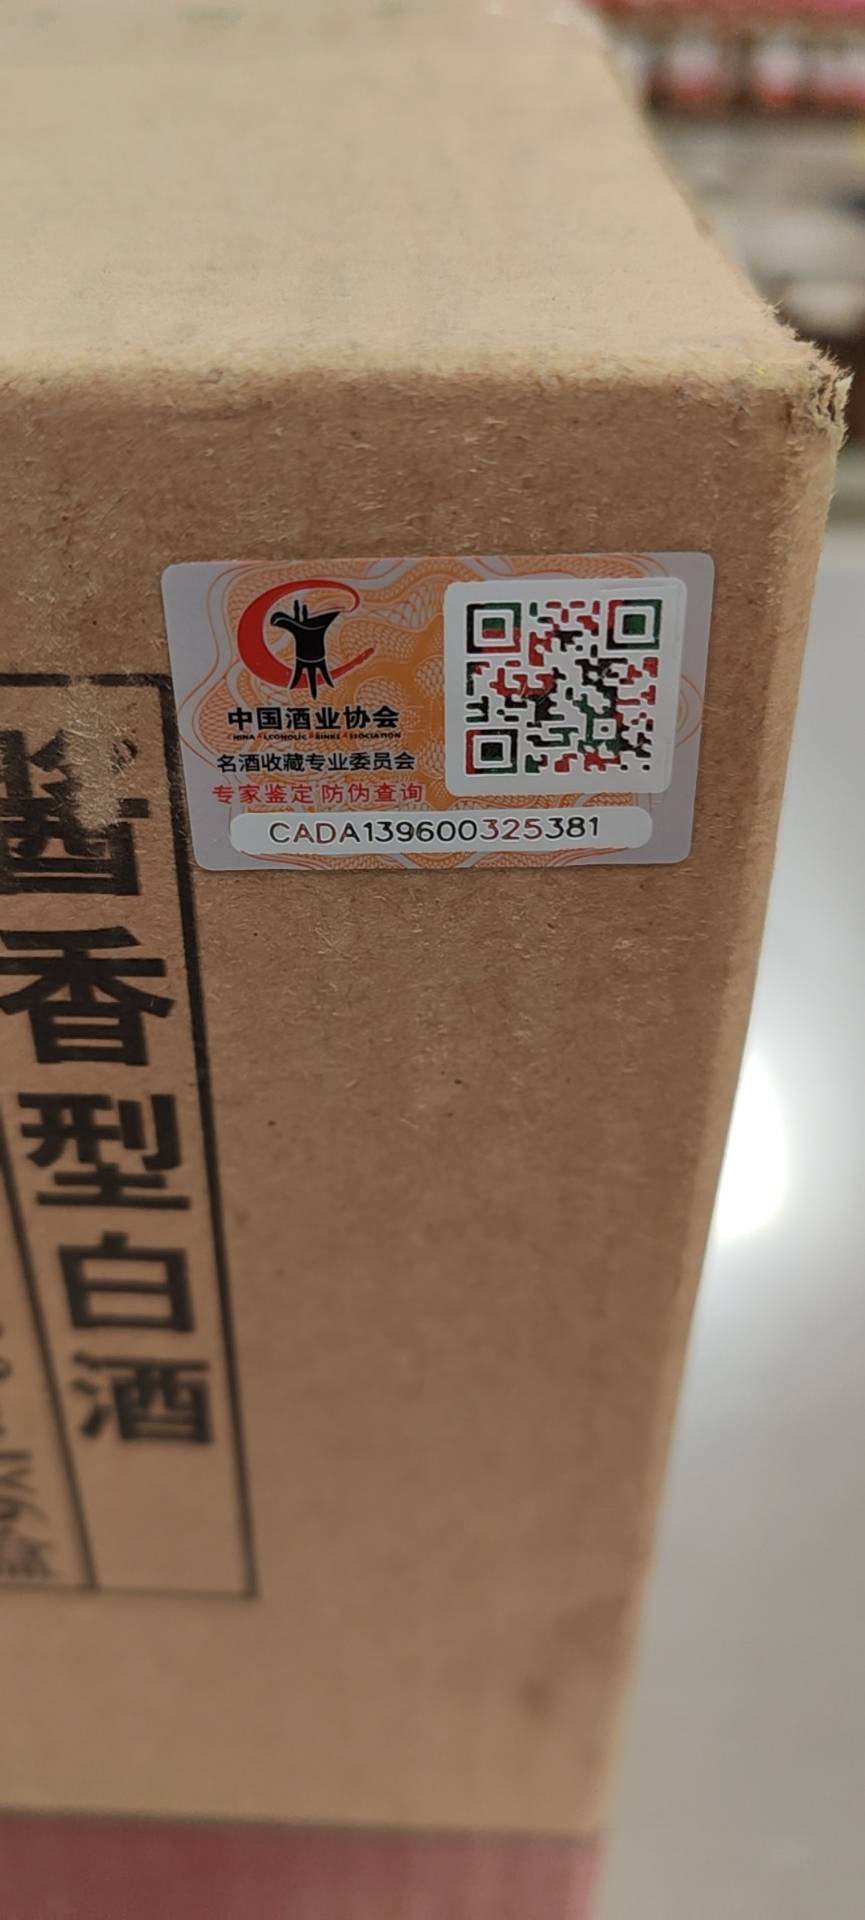 中国酒业协会
CHINA ALCOHOLIC DRINKS ASSOCIATION
名酒收藏专业委员会
专家鉴定 防伪查询
CADA139600325381
酱香型白酒